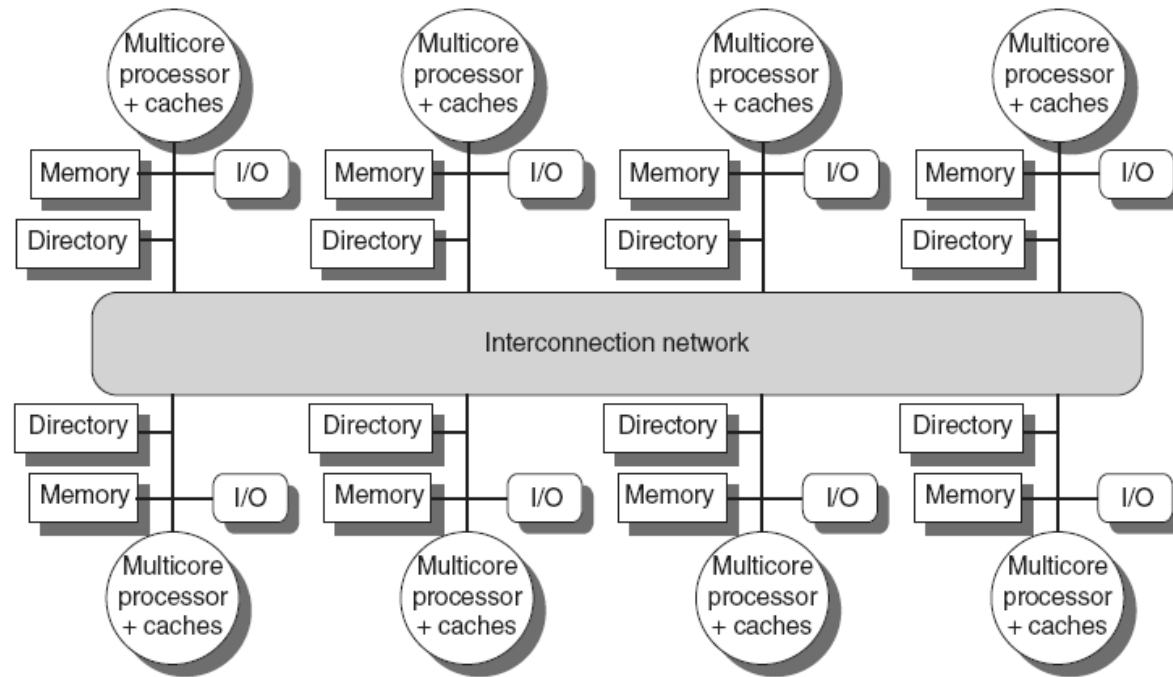 Multicore
processor
+ caches
Multicore
processor
+ caches
Multicore
processor
+ caches
Multicore
processor
+ caches
Memory
I/O
Memory
I/O
Memory
I/O
Memory
I/O
Directory
Directory
Directory
Directory
Interconnection network
Directory
Directory
Directory
Directory
Memory
I/O
Memory
I/O
Memory
I/O
Memory
I/O
Multicore
processor
+ caches
Multicore
processor
+ caches
Multicore
processor
+ caches
Multicore
processor
+ caches